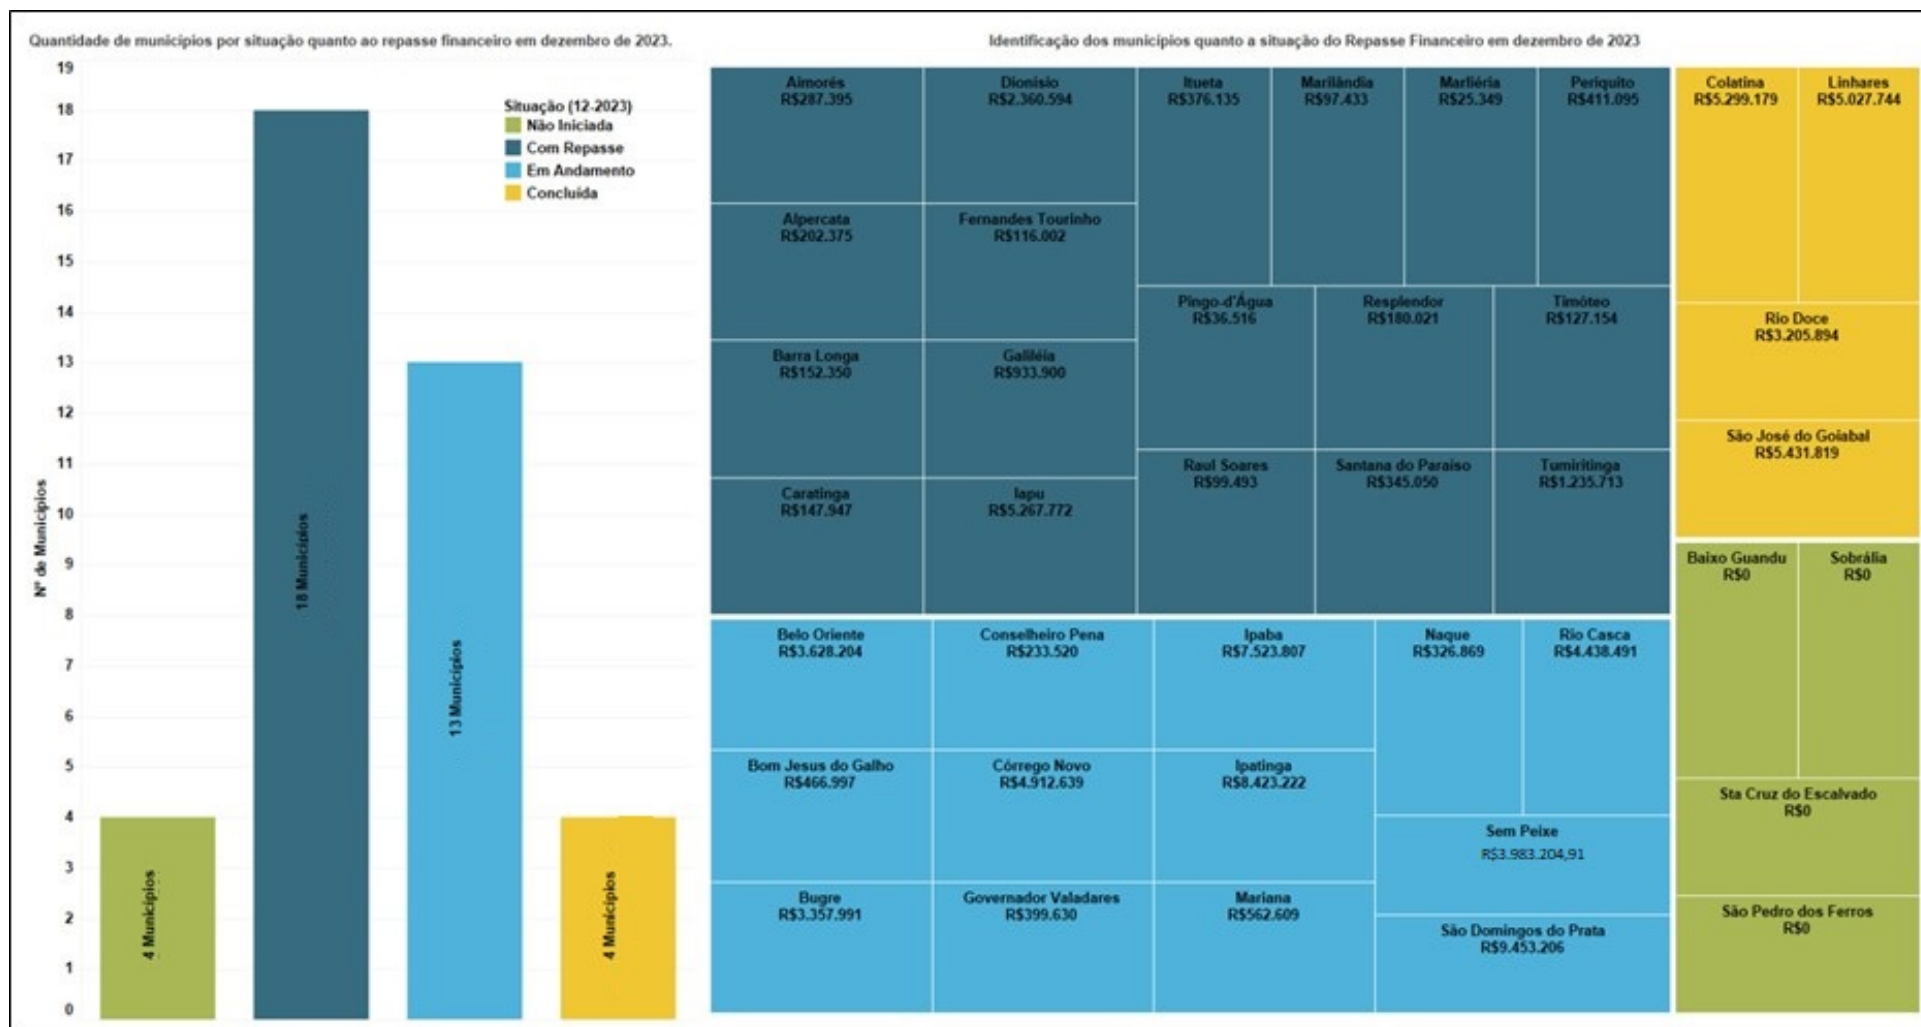 Quantidade de municípios por situação quanto ao repasse financeiro em dezembro de 2023.
Nº de Municípios
19
18
17
16
15
14
13
12
11
10
9
8
7
6
5
4
3
2
1
0
Situação (12-2023)
Não Iniciada
Com Repasse
Em Andamento
Concluída
4 Municípios
18 Municípios
13 Municípios
4 Municípios
Identificação dos municípios quanto a situação do Repasse Financeiro em dezembro de 2023
Aimorés
R$287.395
Dionísio
R$2.360.594
Itueta
R$376.135
Marilândia
R$97.433
Marliéria
R$25.349
Periquito
R$411.095
Alpercata
R$202.375
Fernandes Tourinho
R$116.002
Pingo-d'Água
R$36.516
Resplendor
R$180.021
Timóteo
R$127.154
Barra Longa
R$152.350
Galiléia
R$933.900
Raul Soares
R$99.493
Santana do Paraíso
R$345.050
Tumiritinga
R$1.235.713
Caratinga
R$147.947
Iapu
R$5.267.772
Belo Oriente
R$3.628.204
Conselheiro Pena
R$233.520
Ipaba
R$7.523.807
Naque
R$326.869
Rio Casca
R$4.438.491
Bom Jesus do Galho
R$466.997
Córrego Novo
R$4.912.639
Ipatinga
R$8.423.222
Sem Peixe
R$3.983.204,91
Bugre
R$3.357.991
Governador Valadares
R$399.630
Mariana
R$562.609
São Domingos do Prata
R$9.453.206
Colatina
R$5.299.179
Linhares
R$5.027.744
Rio Doce
R$3.205.894
São José do Goiabal
R$5.431.819
Baixo Guandu
R$0
Sobrália
R$0
Sta Cruz do Escalvado
R$0
São Pedro dos Ferros
R$0